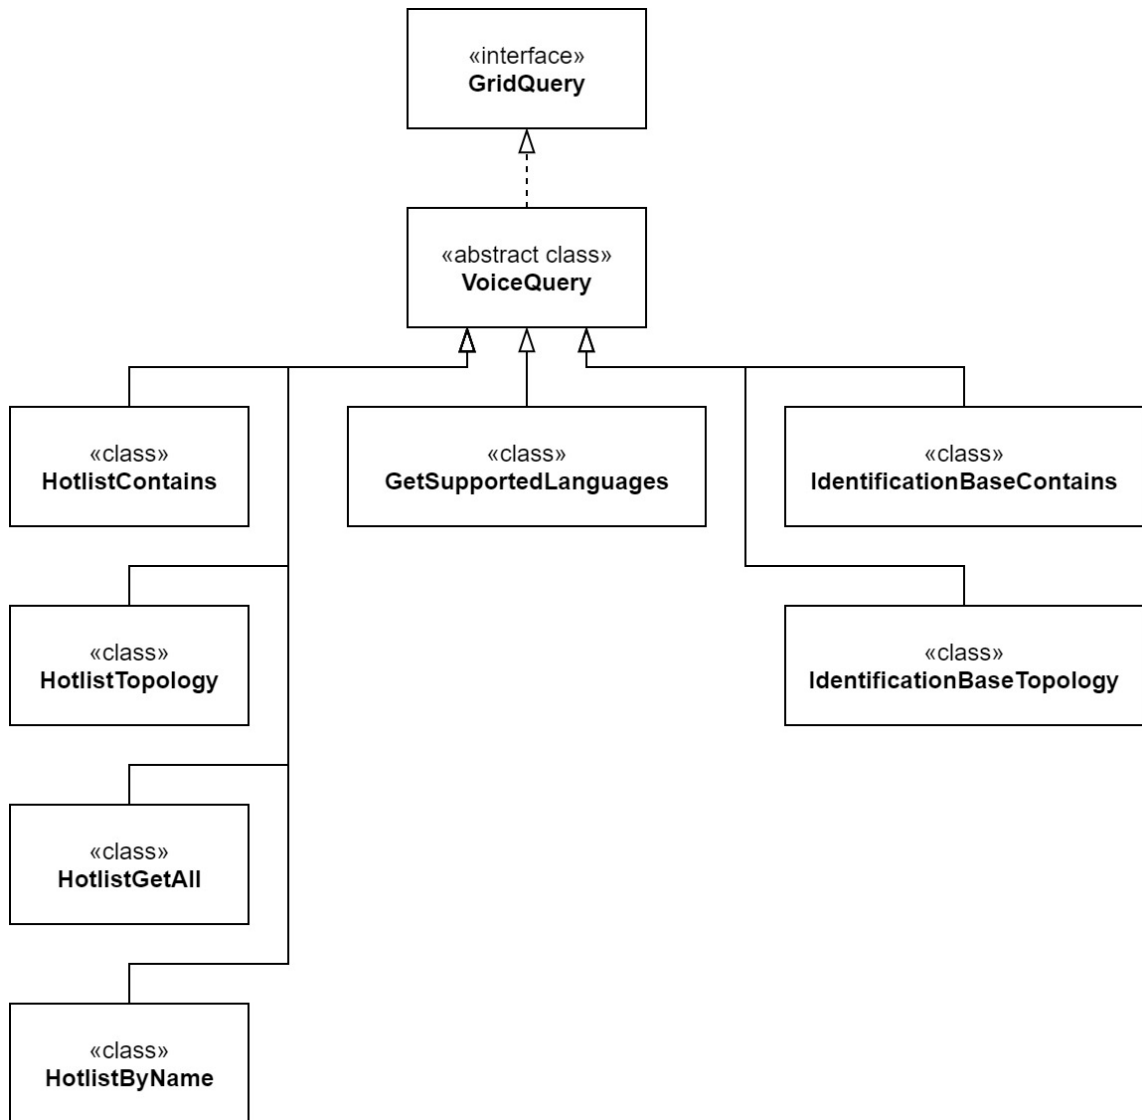 «interface»
GridQuery
«abstract class»
VoiceQuery
«class»
HotlistContains
«class»
GetSupportedLanguages
«class»
IdentificationBaseContains
«class»
HotlistTopology
«class»
IdentificationBaseTopology
«class»
HotlistGetAll
«class»
HotlistByName